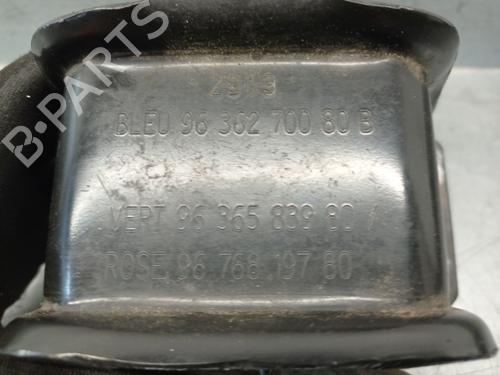 B-PARTS
2919
BLEU 96 362 700 80 B
VERT 96 365 839 80 /
ROSE 96 768 197 80